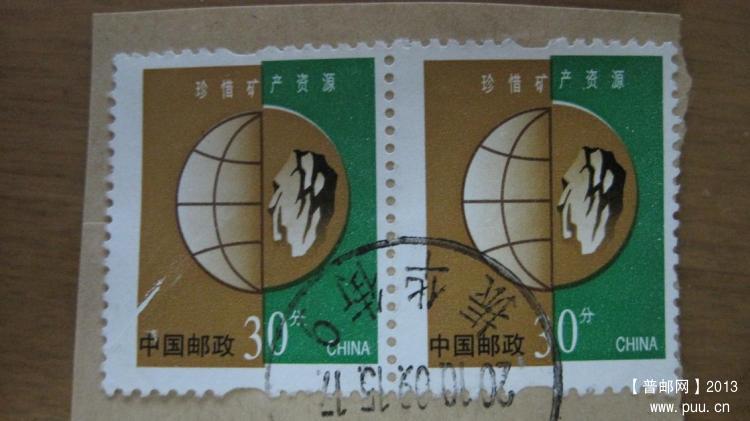 珍惜矿产资源
中国邮政 30分 CHINA
珍惜矿产资源
中国邮政 30分 CHINA
2010.09.15.17
【普邮网】2013
www.puu.cn